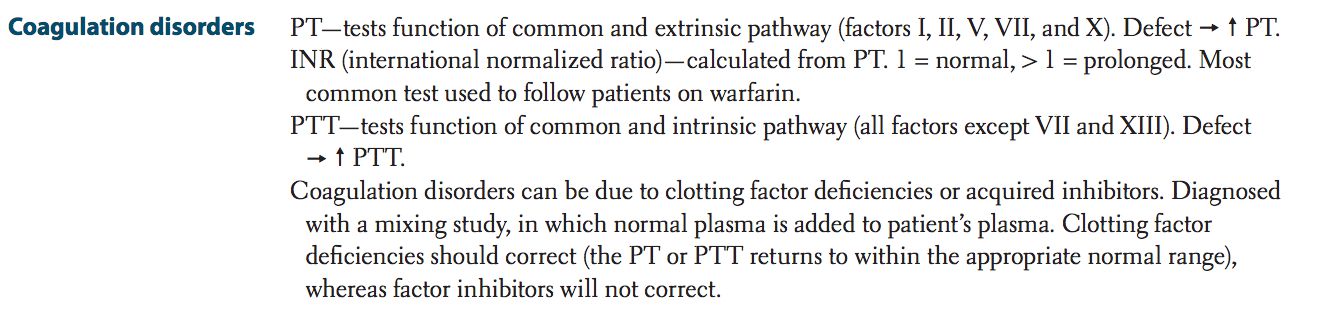 Coagulation disorders
PT—tests function of common and extrinsic pathway (factors I, II, V, VII, and X). Defect → ↑ PT.
INR (international normalized ratio)—calculated from PT. 1 = normal, > 1 = prolonged. Most
common test used to follow patients on warfarin.
PTT—tests function of common and intrinsic pathway (all factors except VII and XIII). Defect
→ ↑ PTT.
Coagulation disorders can be due to clotting factor deficiencies or acquired inhibitors. Diagnosed
with a mixing study, in which normal plasma is added to patient’s plasma. Clotting factor
deficiencies should correct (the PT or PTT returns to within the appropriate normal range),
whereas factor inhibitors will not correct.